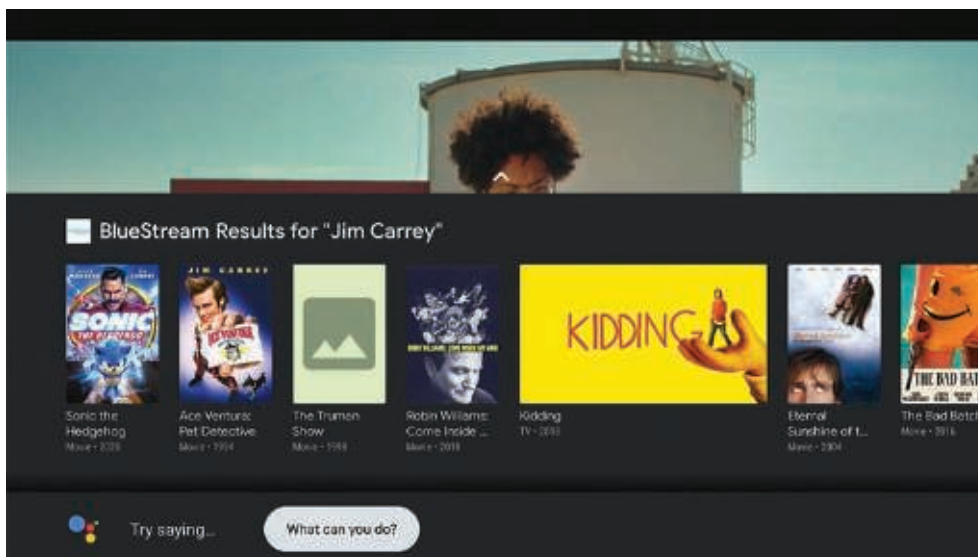 BlueStream Results for "Jim Carrey"
SONIC
THE HEDGEHOG
JIM CARREY
KIDDING
THE BAD BAT
Sonic the
Hedgehog
Movie • 2020
Ace Ventura:
Pet Detective
Movie • 1994
The Truman
Show
Movie • 1998
Robin Williams:
Come Inside ...
Movie • 2018
Kidding
TV • 2018
Eternal
Sunshine of t...
Movie • 2004
The Bad Batch
Movie • 2016
Try saying...
What can you do?